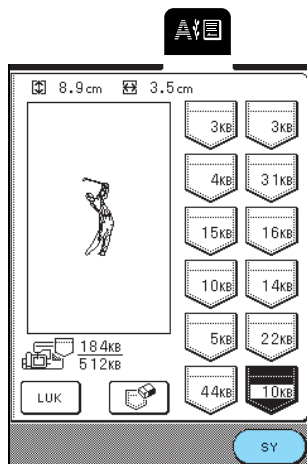 A
8.9cm 3.5cm
3KB 3KB
4KB 31KB
15KB 16KB
10KB 14KB
5KB 22KB
44KB 10KB
184KB
512KB
LUK
SY